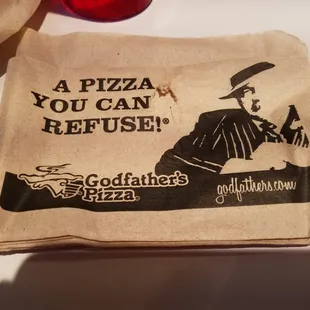 A PIZZA
YOU CAN
REFUSE!®
Godfather's
Pizza®
godfathers.com